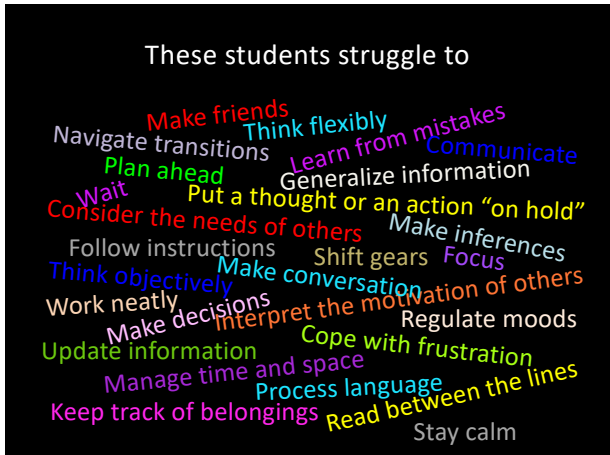 These students struggle to
Make friends
Think flexibly
Learn from mistakes
Navigate transitions
Communicate
Plan ahead
Generalize information
Wait
Put a thought or an action “on hold”
Consider the needs of others
Make inferences
Follow instructions
Shift gears
Focus
Think objectively
Make conversation
Interpret the motivation of others
Work neatly
Make decisions
Regulate moods
Update information
Cope with frustration
Manage time and space
Process language
Read between the lines
Keep track of belongings
Stay calm